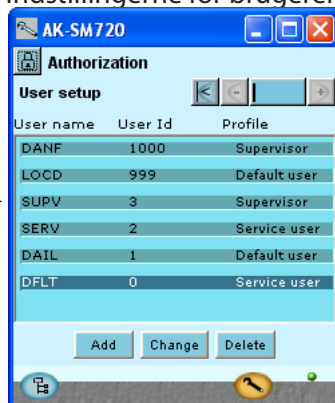 AK-SM720
Authorization
User setup
User name User Id Profile
DANF 1000 Supervisor
LOCD 999 Default user
SUPV 3 Supervisor
SERV 2 Service user
DAIL 1 Default user
DFLT 0 Service user
Add Change Delete